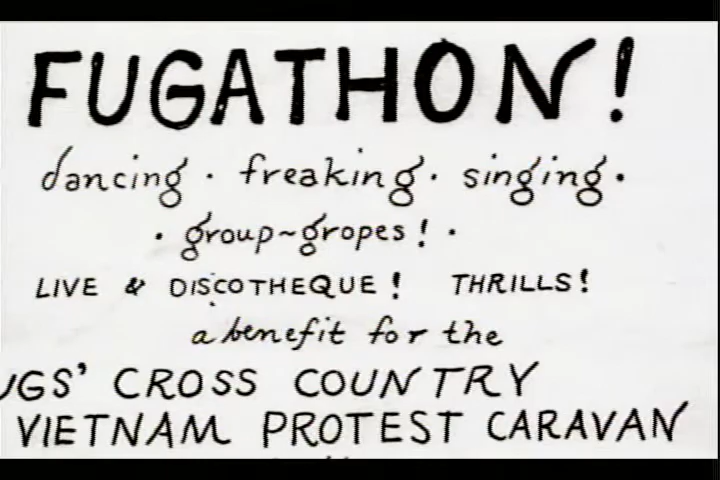 FUGATHON!
dancing · freaking · singing ·
· group~gropes! ·
LIVE & DISCOTHEQUE! THRILLS!
a benefit for the
UGS' CROSS COUNTRY
VIETNAM PROTEST CARAVAN